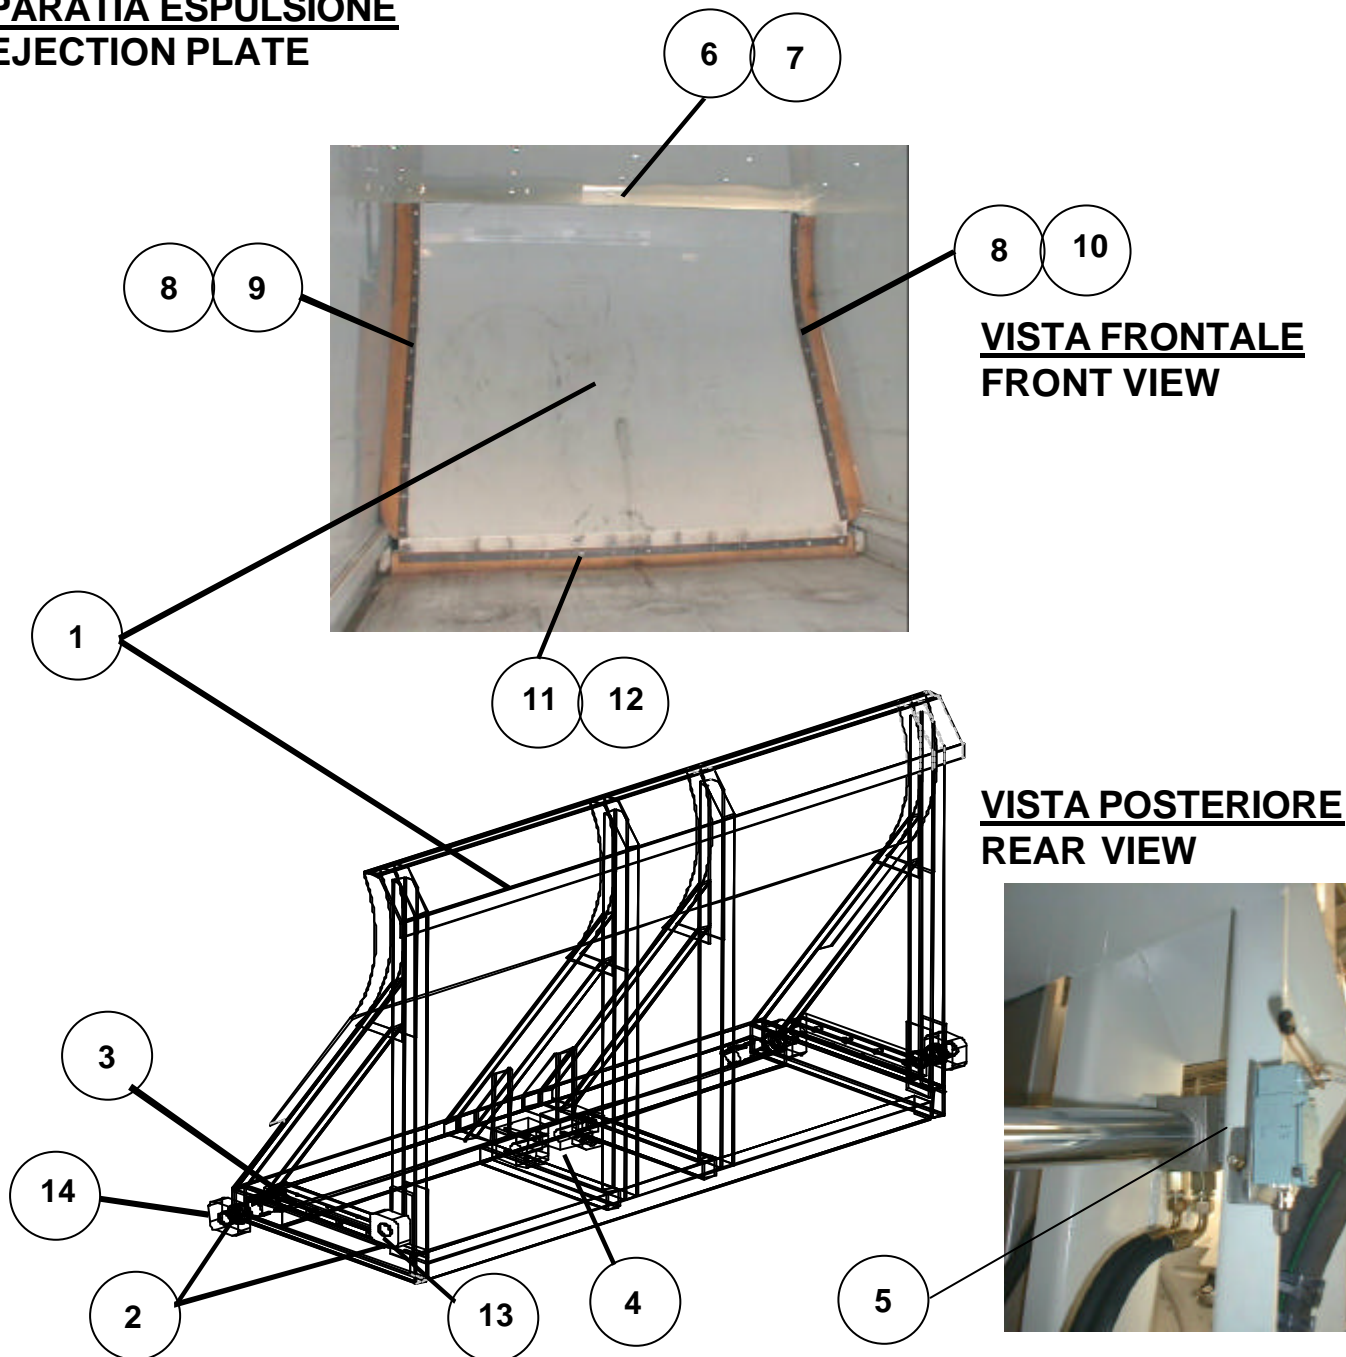 PARATIA ESPULSIONE
EJECTION PLATE
6 7
8 9
8 10
VISTA FRONTALE
FRONT VIEW
1
11 12
VISTA POSTERIORE
REAR VIEW
3
14
2
13
4
5